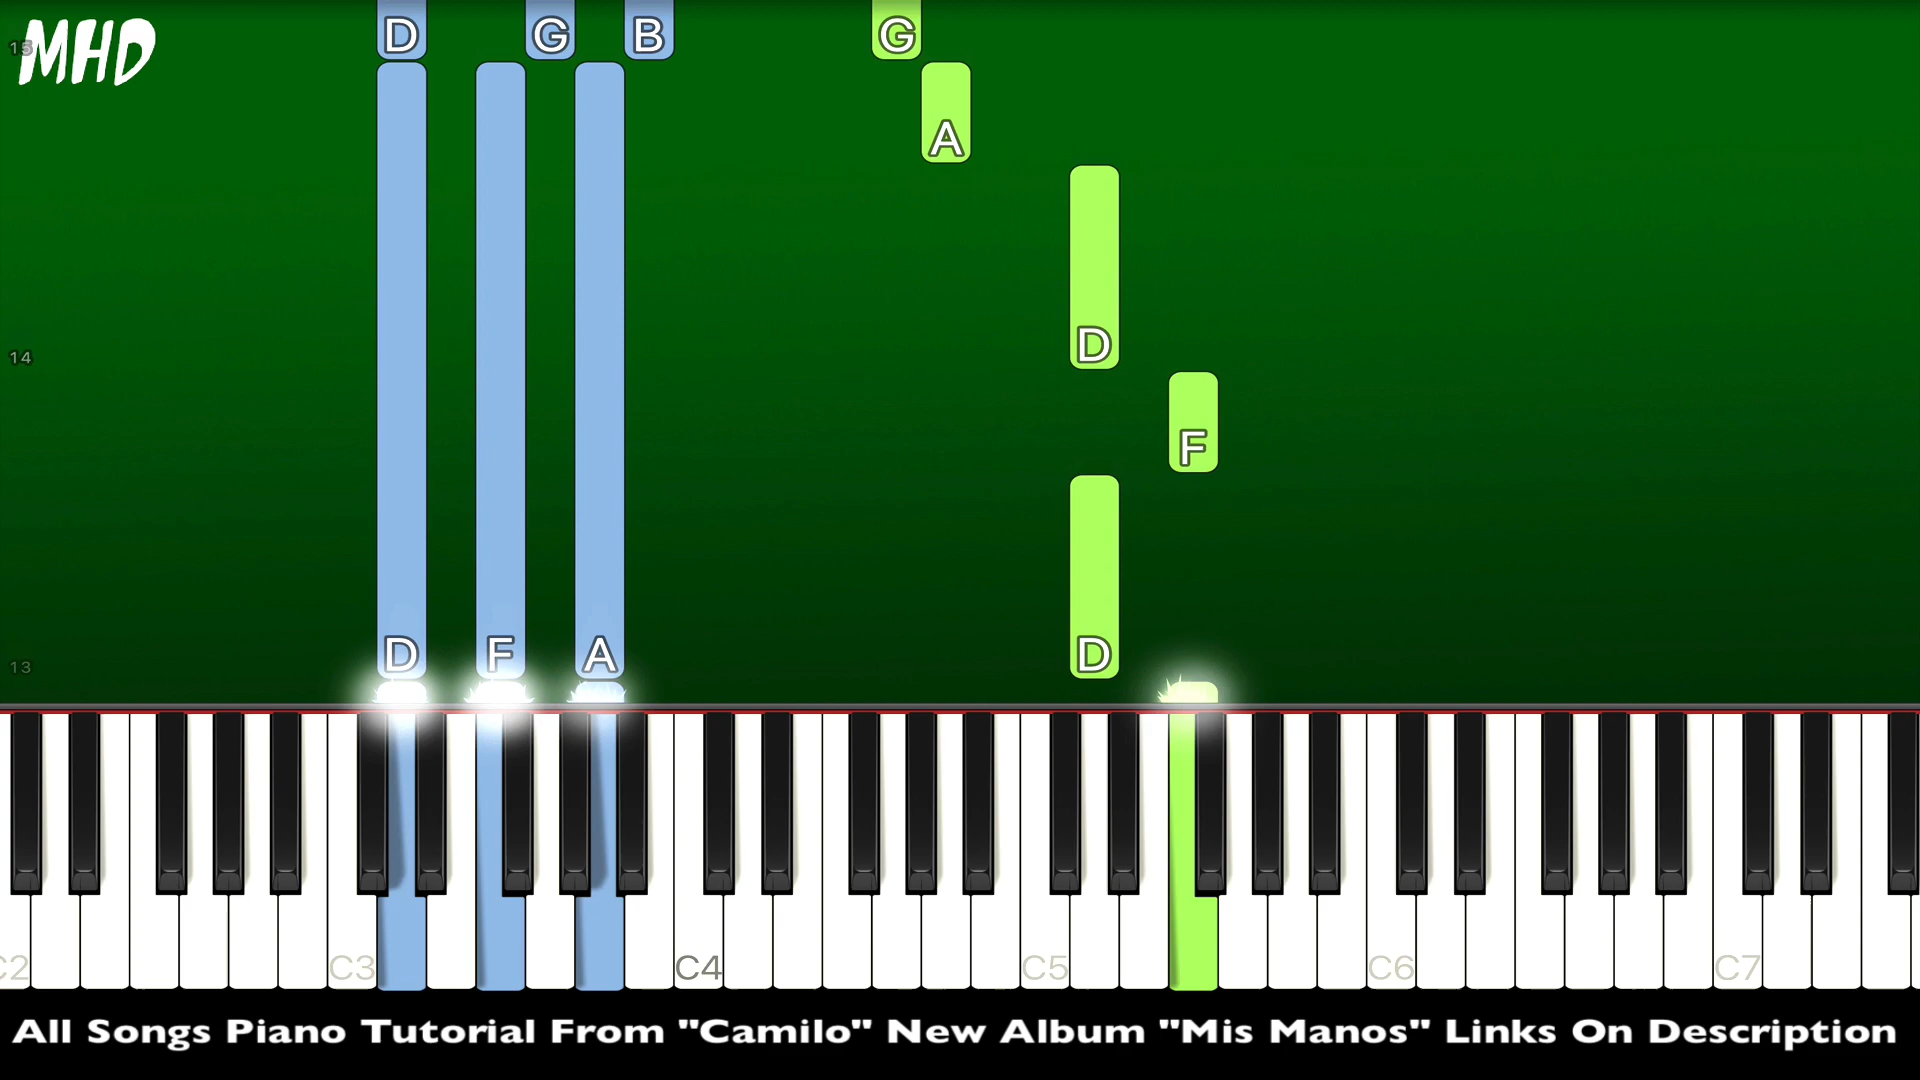 15
MHD
D G B G
A
D
14
F
D F A D
13
C2 C3 C4 C5 C6 C7
All Songs Piano Tutorial From "Camilo" New Album "Mis Manos" Links On Description